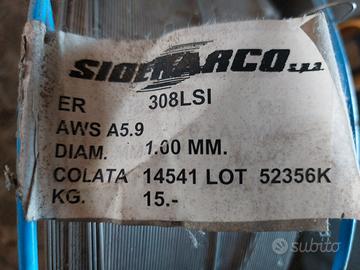 SIDERARCO s.p.a.
ER 308LSI
AWS A5.9
DIAM. 1.00 MM.
COLATA 14541 LOT 52356K
KG. 15.-
subito